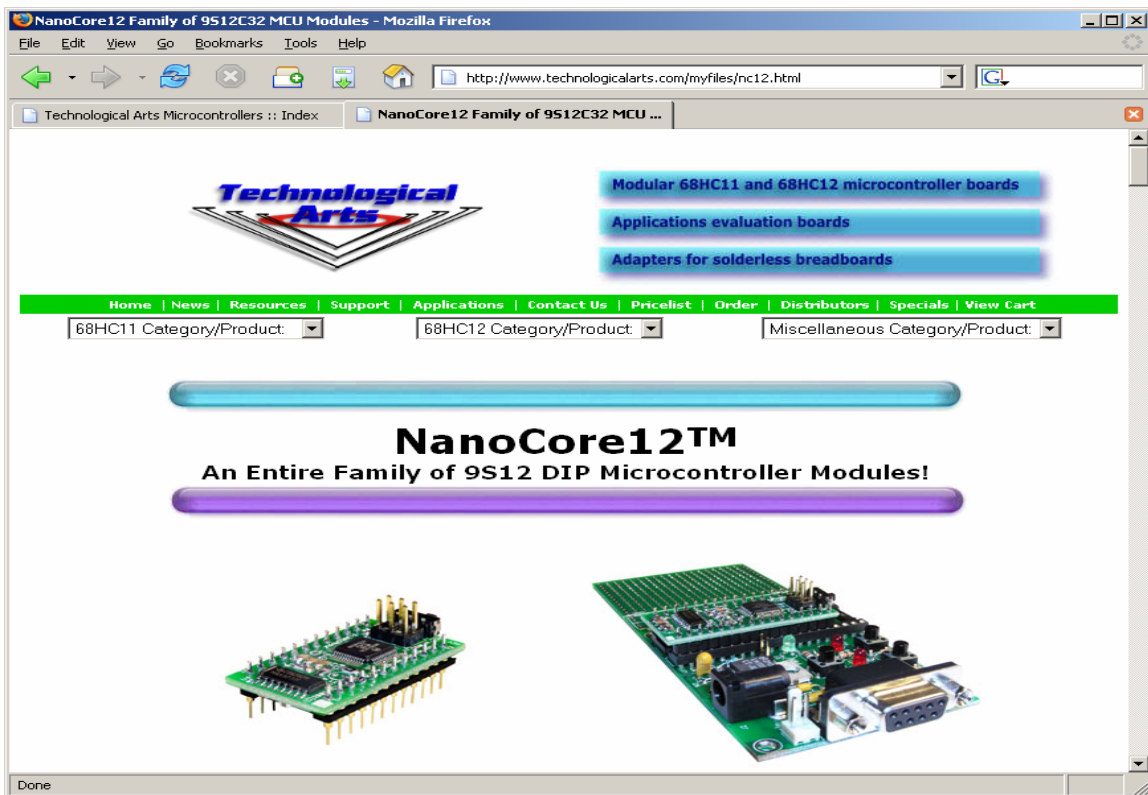 NanoCore12 Family of 9S12C32 MCU Modules - Mozilla Firefox
File Edit View Go Bookmarks Tools Help
http://www.technologicalarts.com/myfiles/nc12.html
G
Technological Arts Microcontrollers :: Index
NanoCore12 Family of 9S12C32 MCU ...
Technological
Arts
Modular 68HC11 and 68HC12 microcontroller boards
Applications evaluation boards
Adapters for solderless breadboards
Home | News | Resources | Support | Applications | Contact Us | Pricelist | Order | Distributors | Specials | View Cart
68HC11 Category/Product:
68HC12 Category/Product:
Miscellaneous Category/Product:
NanoCore12™
An Entire Family of 9S12 DIP Microcontroller Modules!
Done